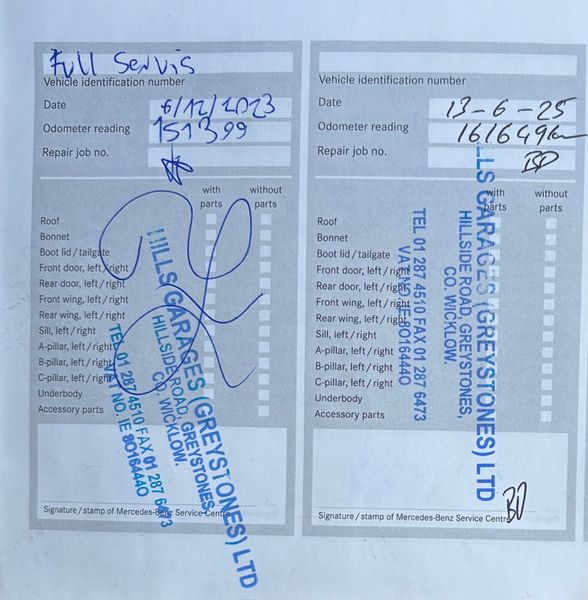 Full Servis
Vehicle identification number
Date 6/12/2023
Odometer reading 151399
Repair job no.
with parts without parts
Roof
Bonnet
Boot lid / tailgate
Front door, left / right
Rear door, left / right
Front wing, left / right
Rear wing, left / right
Sill, left / right
A-pillar, left / right
B-pillar, left / right
C-pillar, left / right
Underbody
Accessory parts
HILLS GARAGES (GREYSTONES) LTD
HILLSIDE ROAD, GREYSTONES,
CO. WICKLOW.
TEL 01 287 4510 FAX 01 287 6473
VAT NO. IE 80164440
Signature / stamp of Mercedes-Benz Service Centre
Vehicle identification number
Date 13-6-25
Odometer reading 161649km
Repair job no. BD
with parts without parts
Roof
Bonnet
Boot lid / tailgate
Front door, left / right
Rear door, left / right
Front wing, left / right
Rear wing, left / right
Sill, left / right
A-pillar, left / right
B-pillar, left / right
C-pillar, left / right
Underbody
Accessory parts
LLS GARAGES (GREYSTONES) LTD
HILLSIDE ROAD, GREYSTONES,
CO. WICKLOW.
TEL 01 287 4510 FAX 01 287 6473
VAT NO. IE 80164440
BD
Signature / stamp of Mercedes-Benz Service Centre